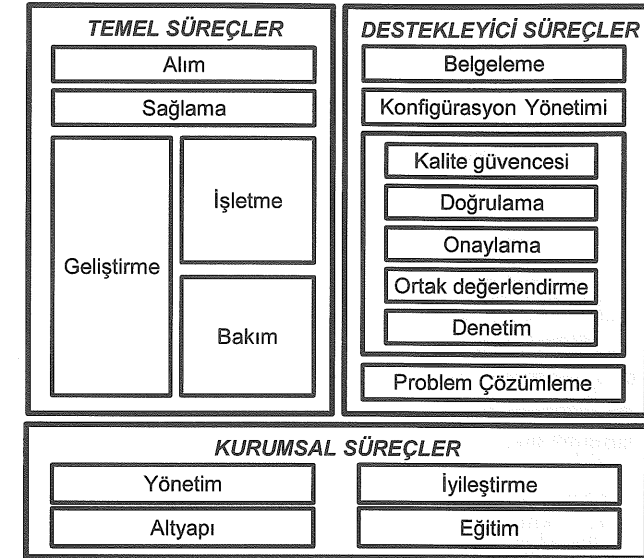 TEMEL SÜREÇLER
Alım
Sağlama
Geliştirme
İşletme
Bakım
DESTEKLEYİCİ SÜREÇLER
Belgeleme
Konfigürasyon Yönetimi
Kalite güvencesi
Doğrulama
Onaylama
Ortak değerlendirme
Denetim
Problem Çözümleme
KURUMSAL SÜREÇLER
Yönetim
İyileştirme
Altyapı
Eğitim